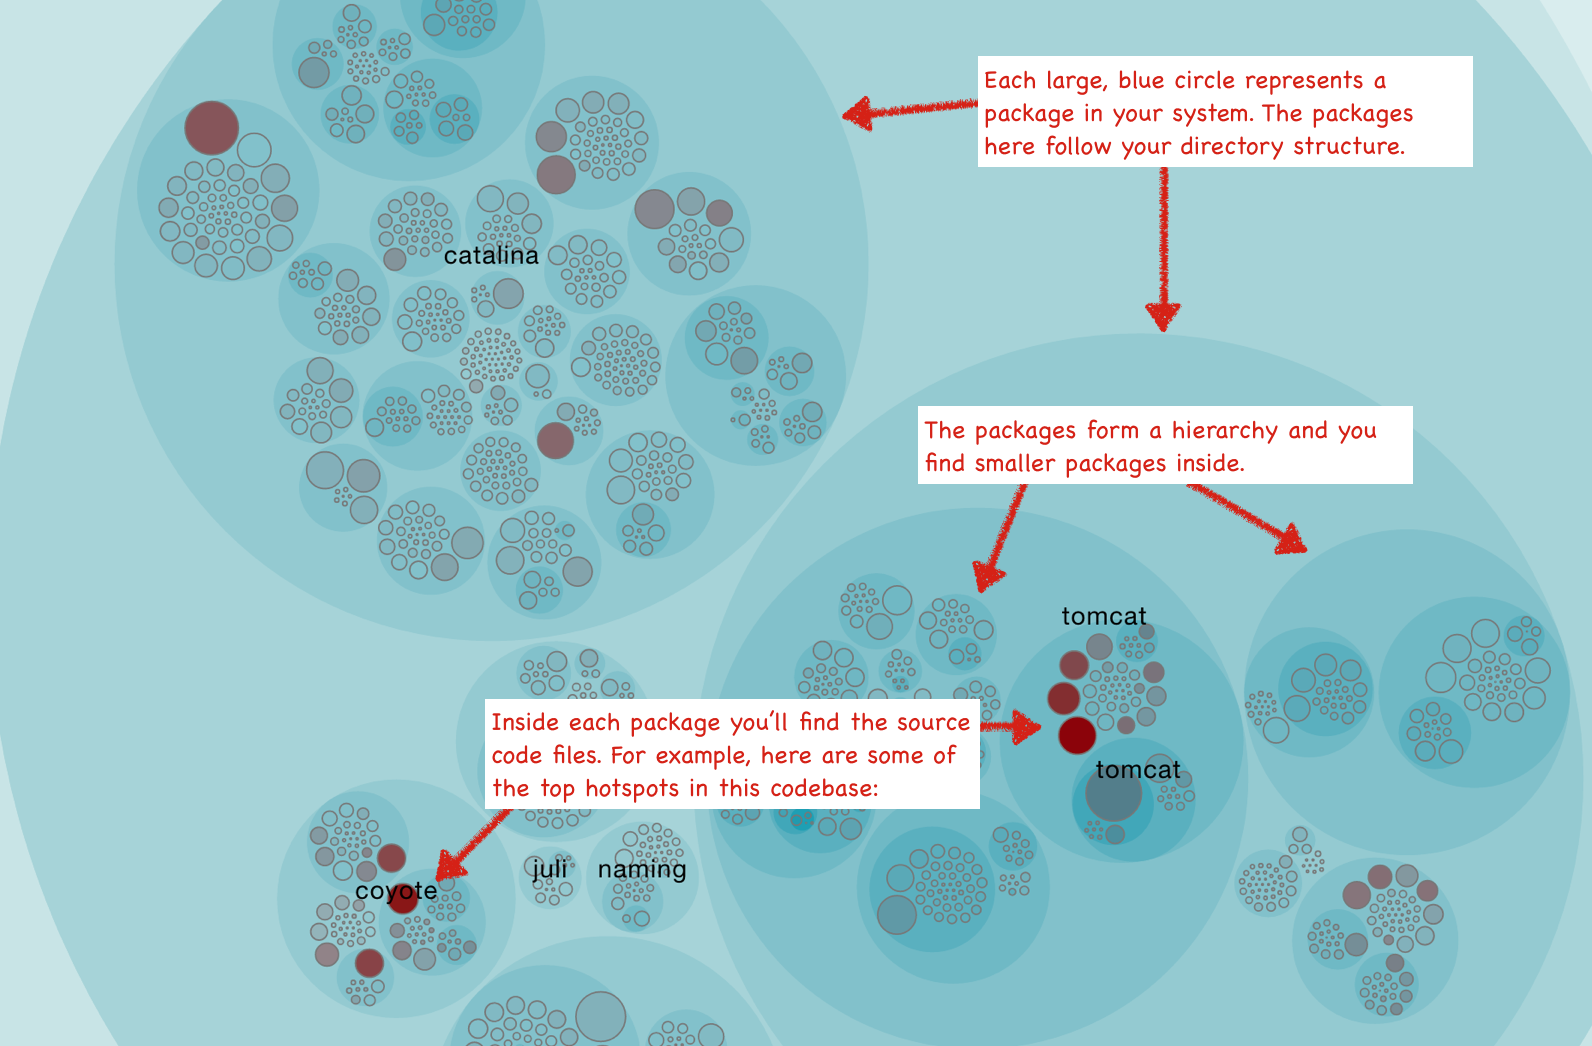 Each large, blue circle represents a
package in your system. The packages
here follow your directory structure.
catalina
The packages form a hierarchy and you
find smaller packages inside.
tomcat
Inside each package you'll find the source
code files. For example, here are some of
the top hotspots in this codebase:
tomcat
juli
naming
coyote